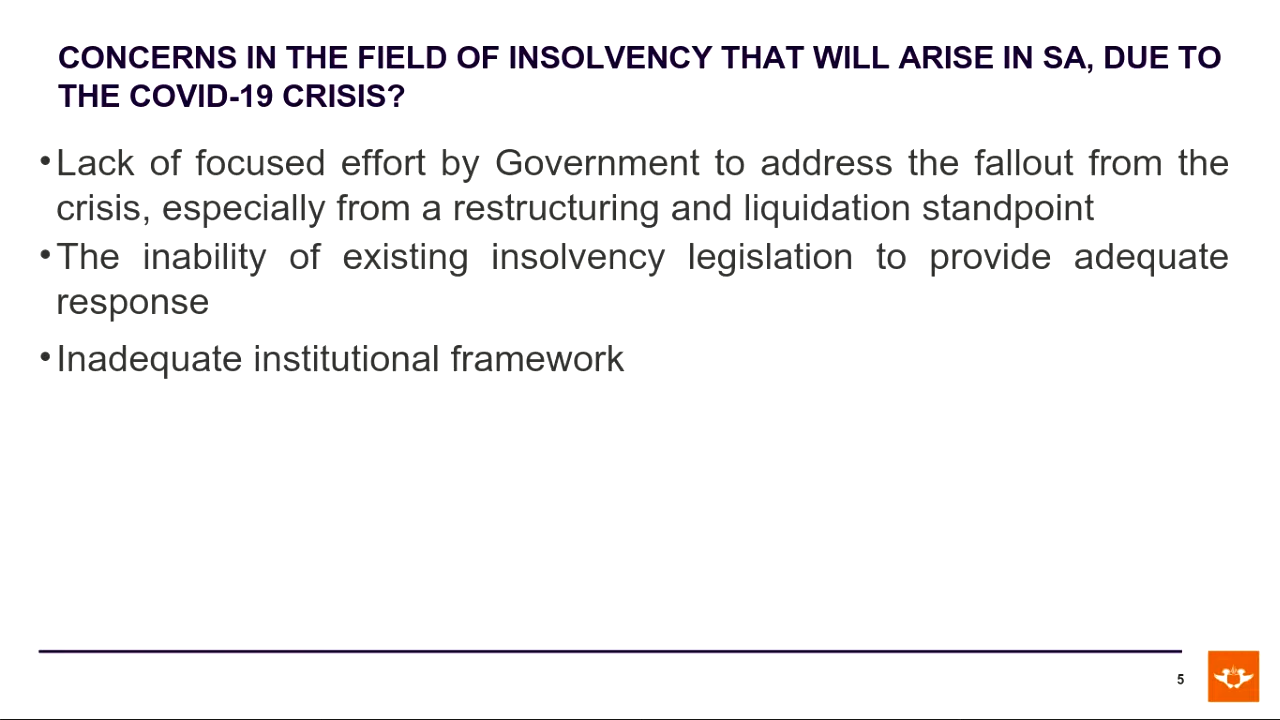 CONCERNS IN THE FIELD OF INSOLVENCY THAT WILL ARISE IN SA, DUE TO
THE COVID-19 CRISIS?
•Lack of focused effort by Government to address the fallout from the
crisis, especially from a restructuring and liquidation standpoint
•The inability of existing insolvency legislation to provide adequate
response
•Inadequate institutional framework
5